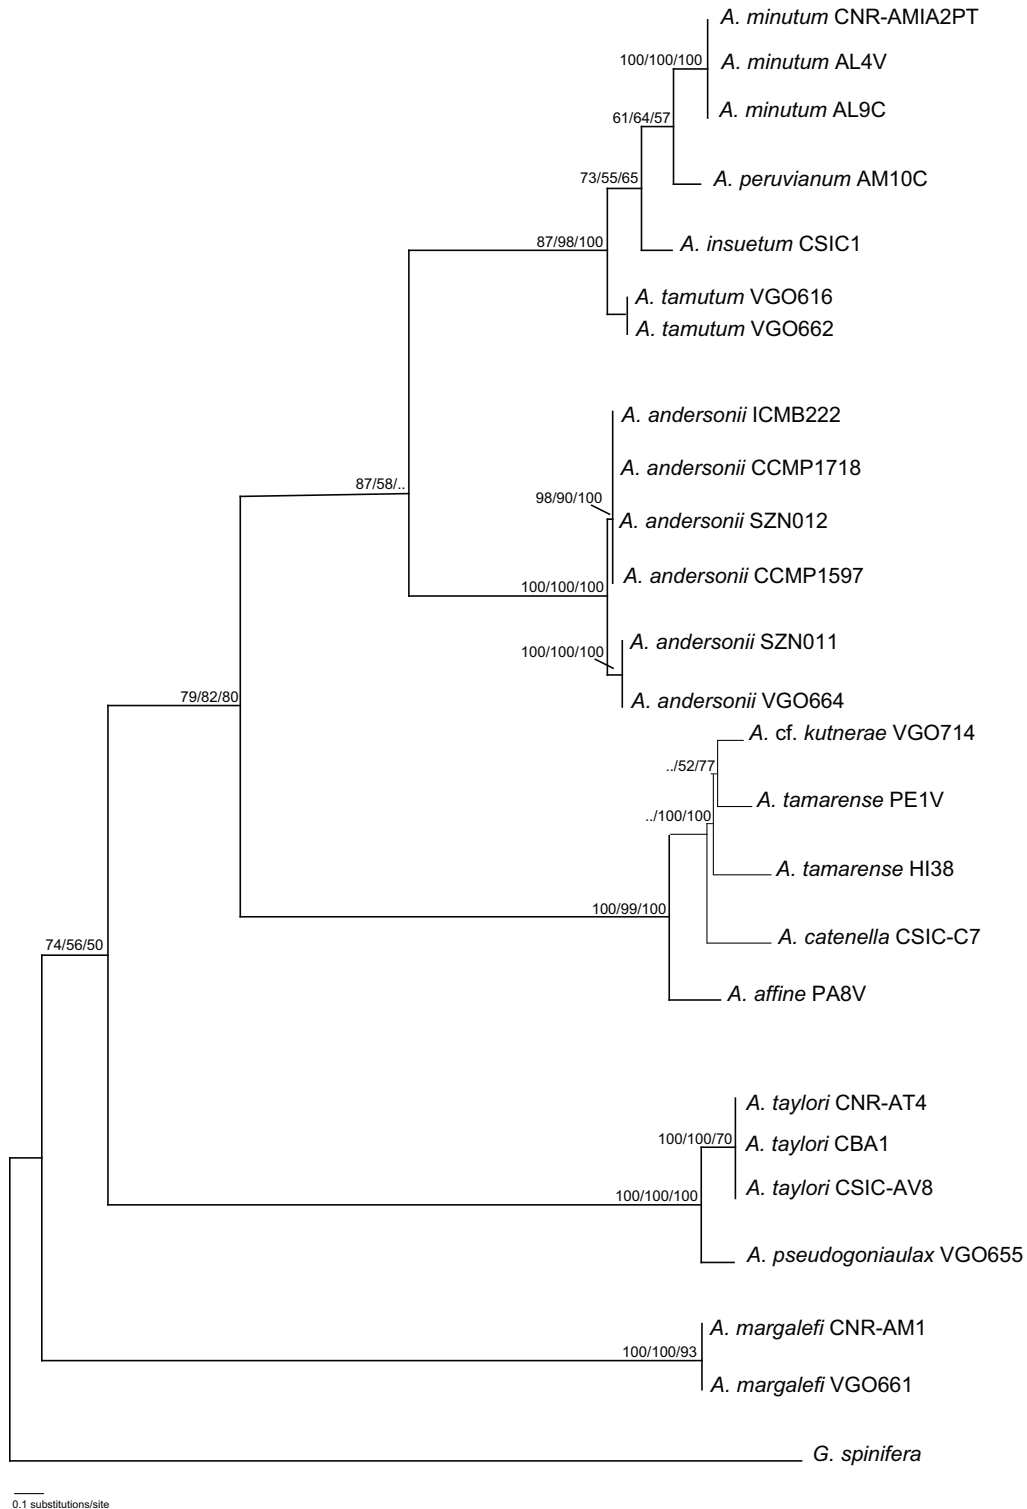 A. minutum CNR-AMIA2PT
100/100/100
A. minutum AL4V
A. minutum AL9C
61/64/57
73/55/65
A. peruvianum AM10C
87/98/100
A. insuetum CSIC1
A. tamutum VGO616
A. tamutum VGO662
A. andersonii ICMB222
A. andersonii CCMP1718
87/58/..
98/90/100
A. andersonii SZN012
A. andersonii CCMP1597
100/100/100
A. andersonii SZN011
100/100/100
79/82/80
A. andersonii VGO664
A. cf. kutnerae VGO714
../52/77
A. tamarense PE1V
../100/100
A. tamarense HI38
100/99/100
A. catenella CSIC-C7
74/56/50
A. affine PA8V
A. taylori CNR-AT4
100/100/70
A. taylori CBA1
A. taylori CSIC-AV8
100/100/100
A. pseudogoniaulax VGO655
A. margalefi CNR-AM1
100/100/93
A. margalefi VGO661
G. spinifera
0.1 substitutions/site